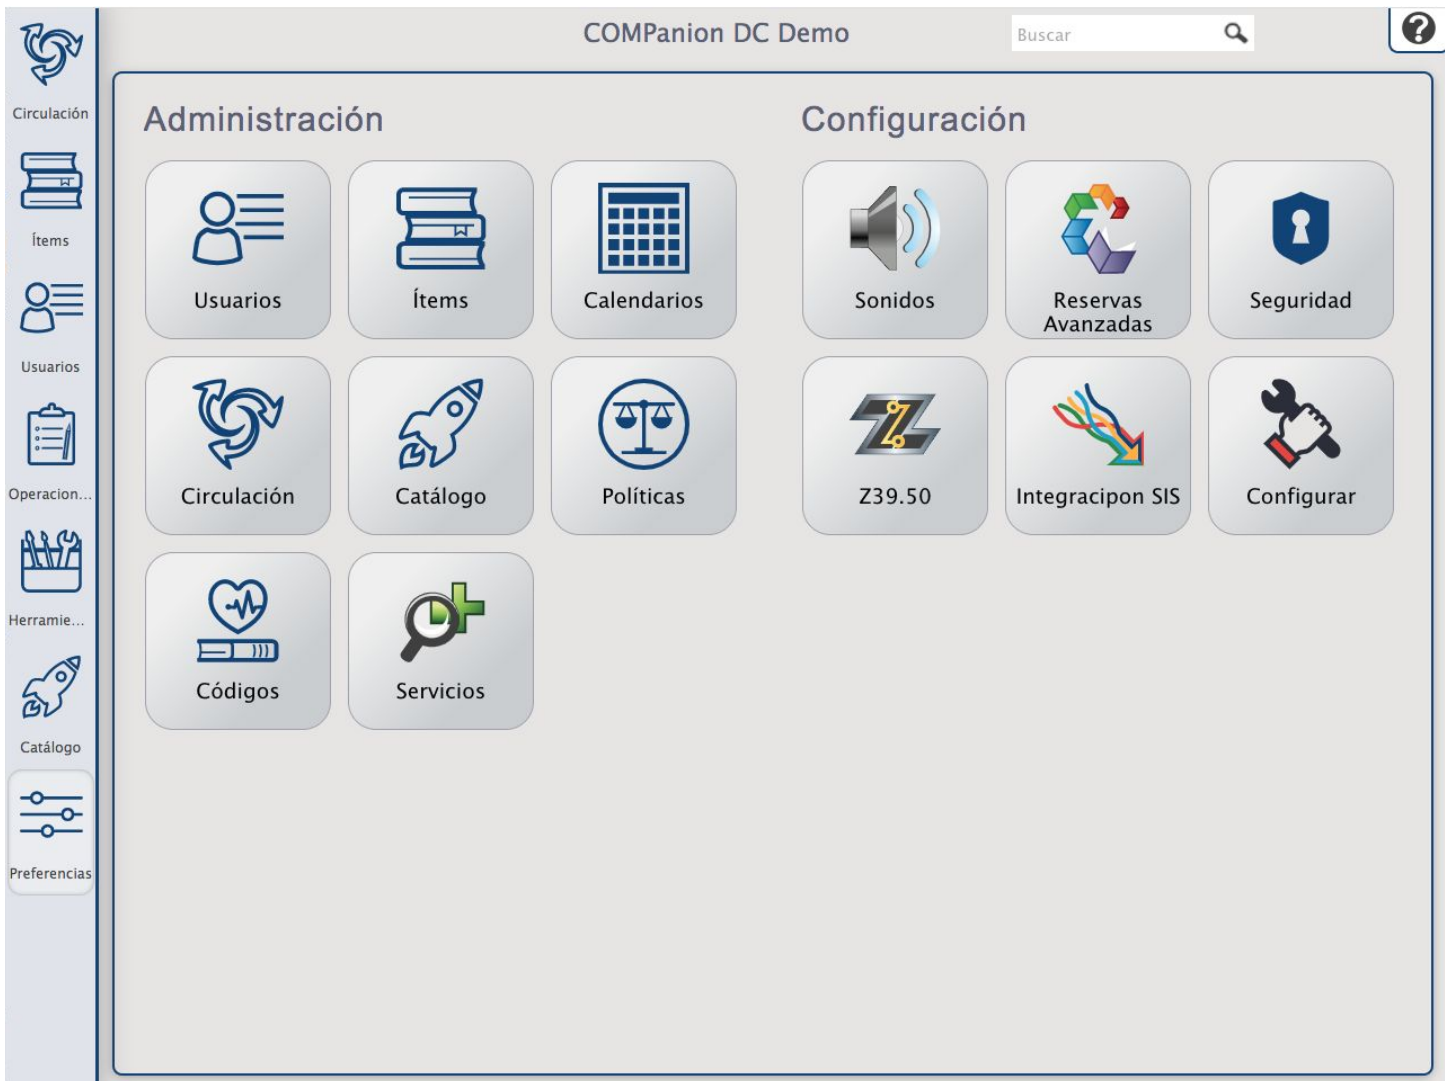 COMPanion DC Demo
Buscar
?
Circulación
Ítems
Usuarios
Operacion...
Herramie...
Catálogo
Preferencias
Administración
Usuarios
Ítems
Calendarios
Circulación
Catálogo
Políticas
Códigos
Servicios
Configuración
Sonidos
Reservas
Avanzadas
Seguridad
Z39.50
Integracipon SIS
Configurar